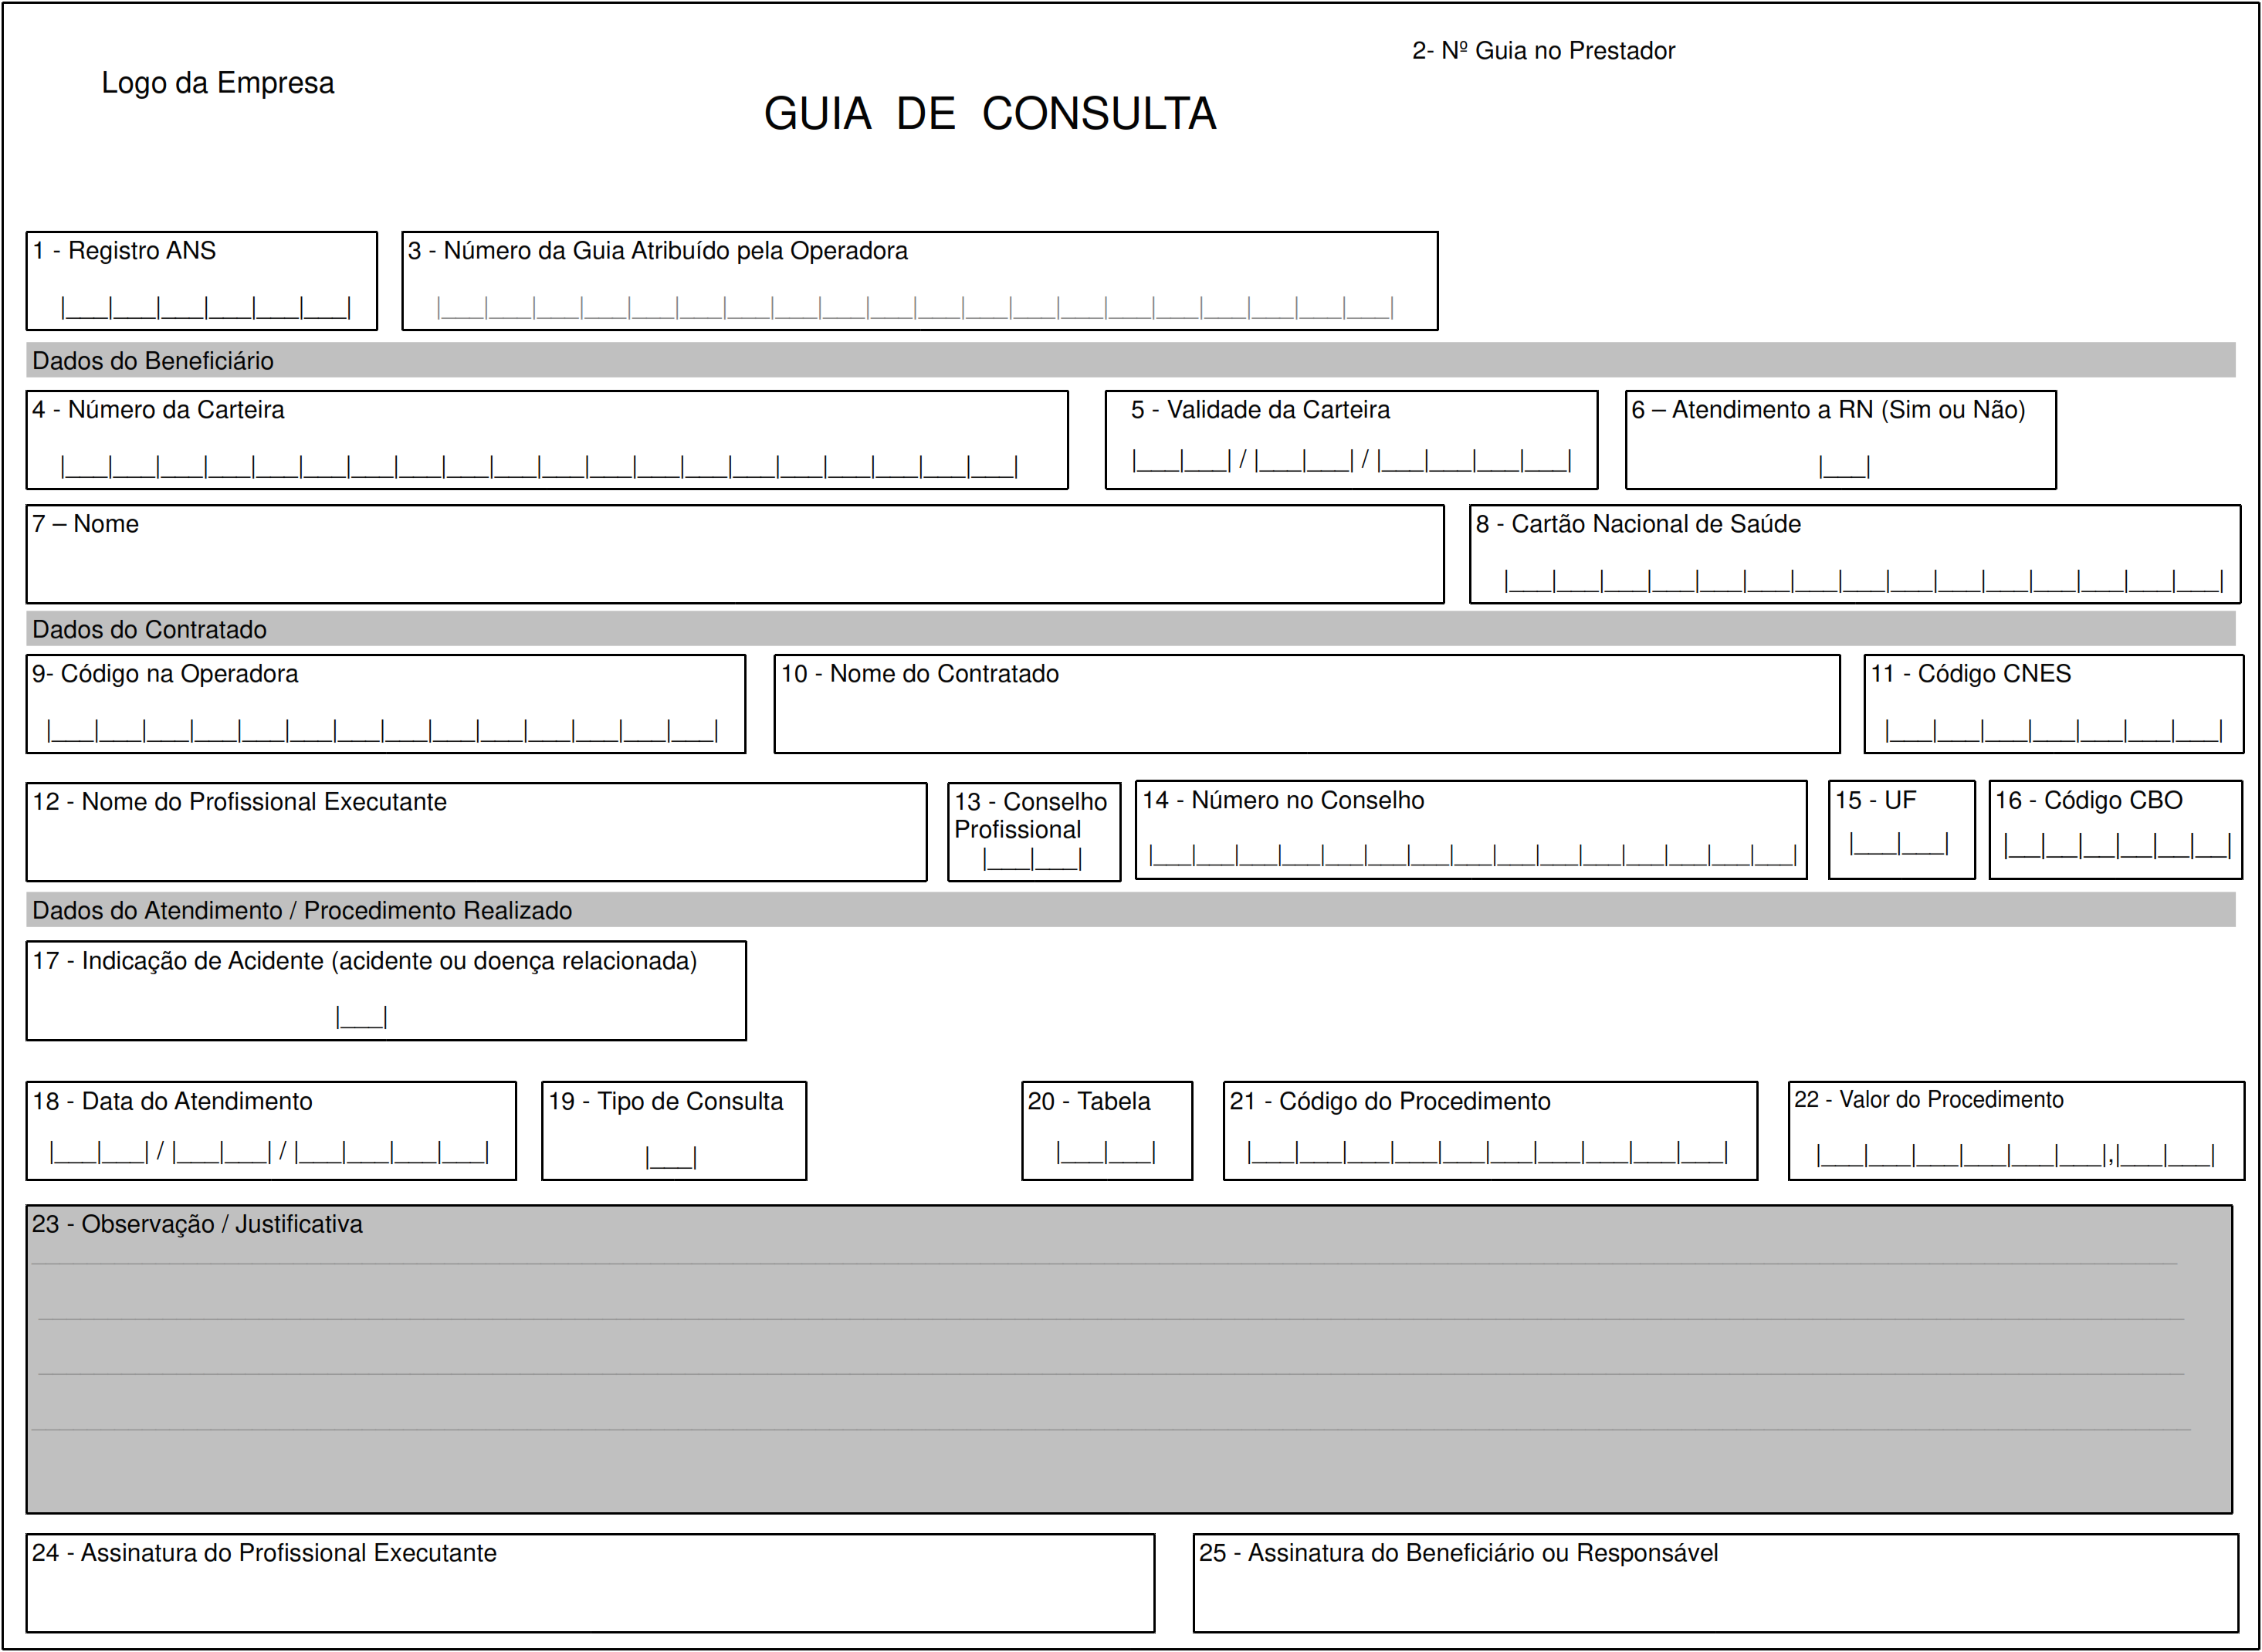 2- Nº Guia no Prestador
Logo da Empresa
GUIA DE CONSULTA
1 - Registro ANS
3 - Número da Guia Atribuído pela Operadora
|___|___|___|___|___|___|
|___|___|___|___|___|___|___|___|___|___|___|___|___|___|___|___|___|___|___|___|
Dados do Beneficiário
4 - Número da Carteira
5 - Validade da Carteira
6 – Atendimento a RN (Sim ou Não)
|___|___|___|___|___|___|___|___|___|___|___|___|___|___|___|___|___|___|___|___|
|___|___| / |___|___| / |___|___|___|___|
|___|
7 – Nome
8 - Cartão Nacional de Saúde
|___|___|___|___|___|___|___|___|___|___|___|___|___|___|___|
Dados do Contratado
9- Código na Operadora
10 - Nome do Contratado
11 - Código CNES
|___|___|___|___|___|___|___|___|___|___|___|___|___|___|
|___|___|___|___|___|___|___|
12 - Nome do Profissional Executante
13 - Conselho
Profissional
|___|___|
14 - Número no Conselho
|___|___|___|___|___|___|___|___|___|___|___|___|___|___|___|
15 - UF
|___|___|
16 - Código CBO
|__|__|__|__|__|__|
Dados do Atendimento / Procedimento Realizado
17 - Indicação de Acidente (acidente ou doença relacionada)
|___|
18 - Data do Atendimento
19 - Tipo de Consulta
20 - Tabela
21 - Código do Procedimento
22 - Valor do Procedimento
|___|___| / |___|___| / |___|___|___|___|
|___|
|___|___|
|___|___|___|___|___|___|___|___|___|___|
|___|___|___|___|___|___|,|___|___|
23 - Observação / Justificativa
24 - Assinatura do Profissional Executante
25 - Assinatura do Beneficiário ou Responsável